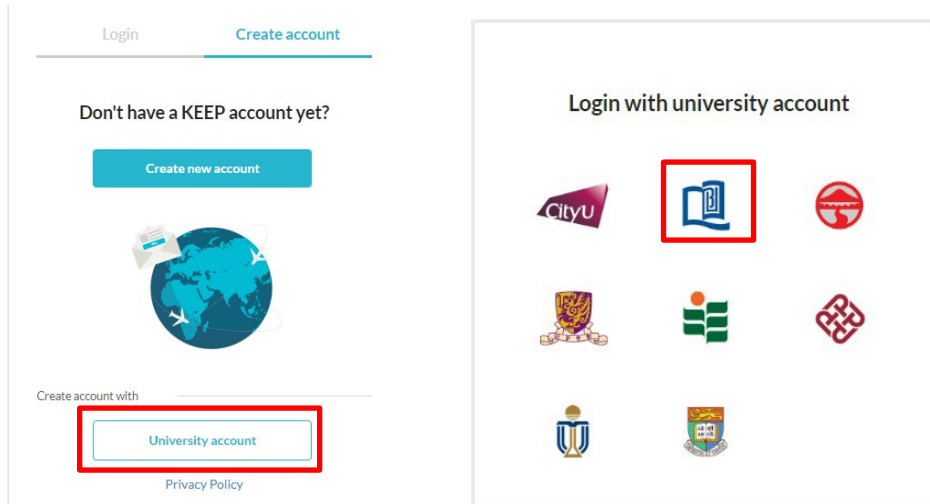 Login
Create account
Don't have a KEEP account yet?
Create new account
Create account with
University account
Privacy Policy
Login with university account
CityU